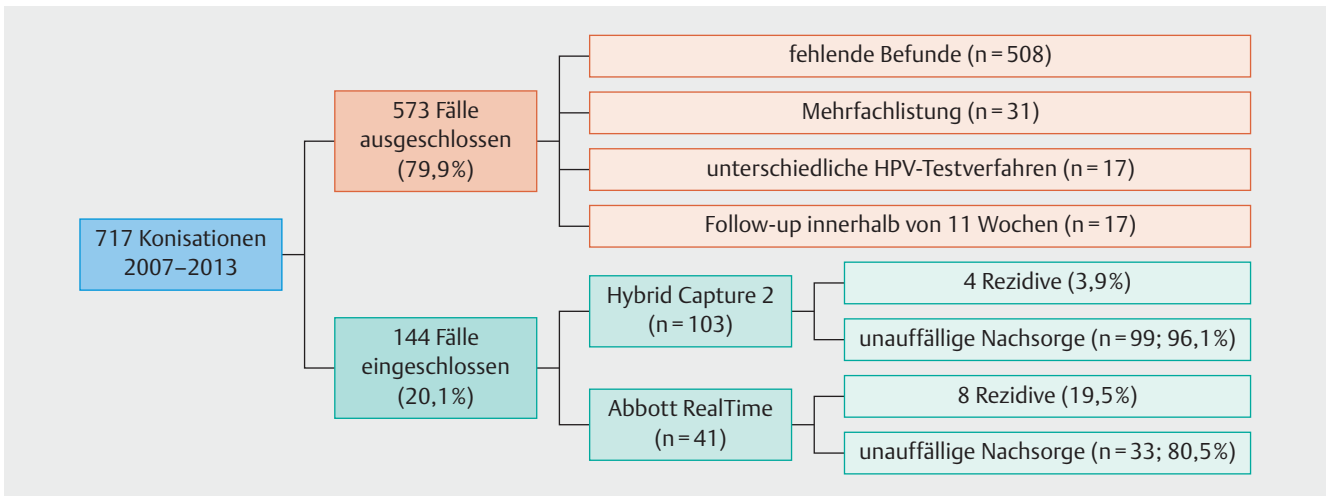 717 Konisationen
2007–2013
573 Fälle
ausgeschlossen
(79,9%)
fehlende Befunde (n = 508)
Mehrfachlistung (n = 31)
unterschiedliche HPV-Testverfahren (n = 17)
Follow-up innerhalb von 11 Wochen (n = 17)
144 Fälle
eingeschlossen
(20,1%)
Hybrid Capture 2
(n = 103)
4 Rezidive (3,9%)
unauffällige Nachsorge (n = 99; 96,1%)
Abbott RealTime
(n = 41)
8 Rezidive (19,5%)
unauffällige Nachsorge (n = 33; 80,5%)